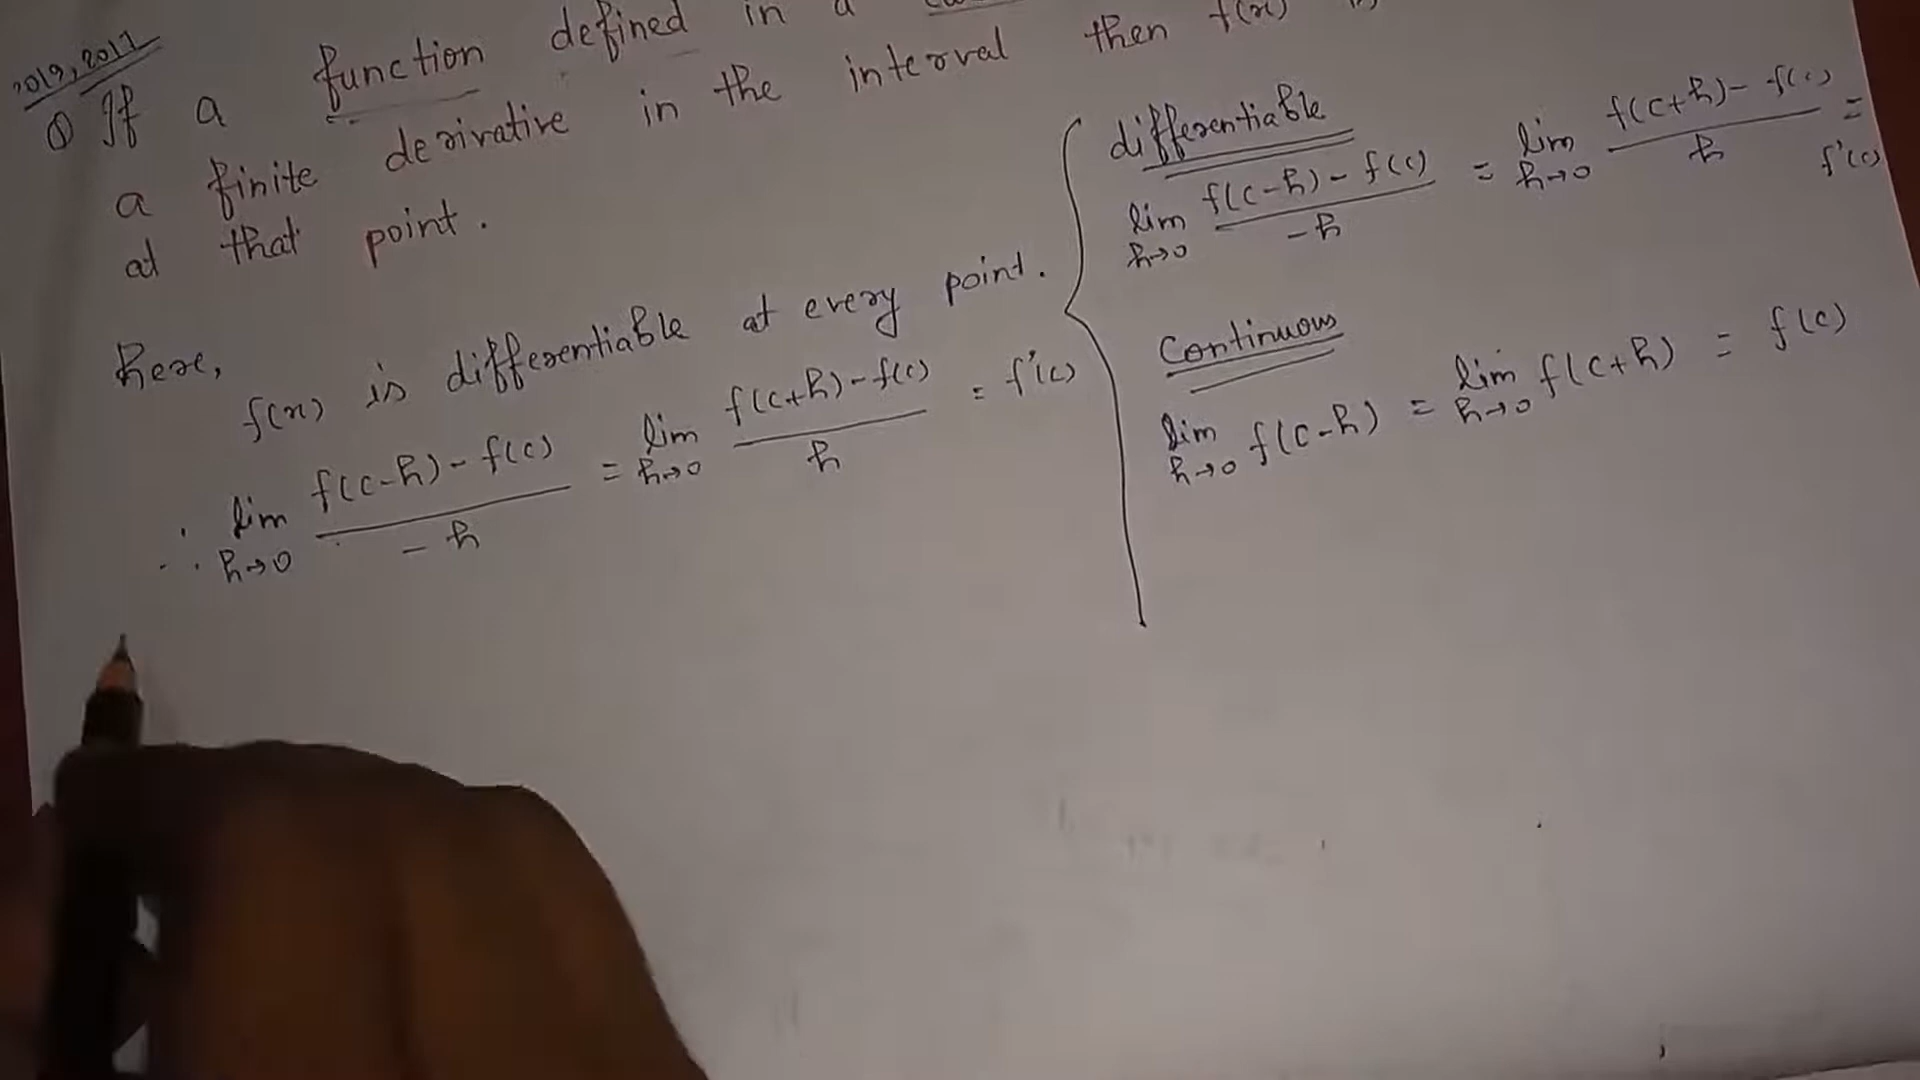 2019, 2017
Q If a function defined in a
a finite derivative in the interval then f(x)
at that point.
differentiable
lim h→0 f(c-h) - f(c) / -h = lim h→0 f(c+h) - f(c) / h = f'(c)
Continuous
lim h→0 f(c-h) = lim h→0 f(c+h) = f(c)
here,
f(x) is differentiable at every point.
∴ lim h→0 f(c-h) - f(c) / -h = lim h→0 f(c+h) - f(c) / h = f'(c)